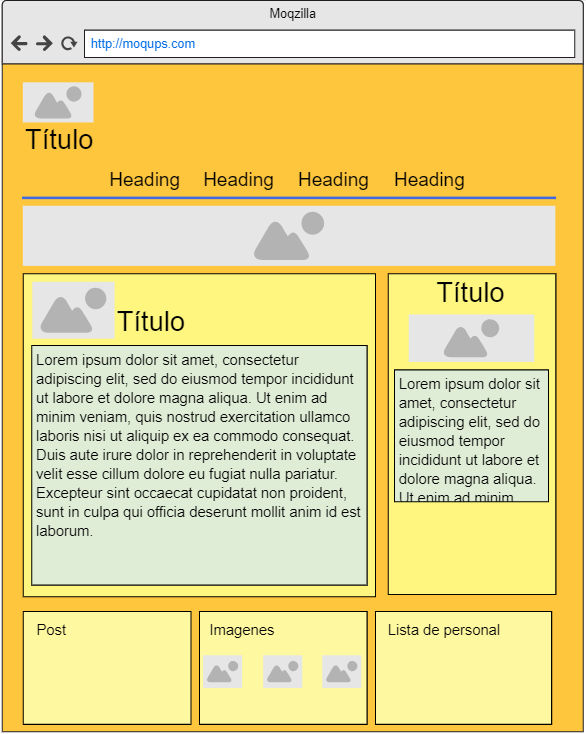 Moqzilla
http://moqups.com
Título
Heading Heading Heading Heading
Título
Lorem ipsum dolor sit amet, consectetur
adipiscing elit, sed do eiusmod tempor incididunt
ut labore et dolore magna aliqua. Ut enim ad
minim veniam, quis nostrud exercitation ullamco
laboris nisi ut aliquip ex ea commodo consequat.
Duis aute irure dolor in reprehenderit in voluptate
velit esse cillum dolore eu fugiat nulla pariatur.
Excepteur sint occaecat cupidatat non proident,
sunt in culpa qui officia deserunt mollit anim id est
laborum.
Título
Lorem ipsum dolor sit
amet, consectetur
adipiscing elit, sed do
eiusmod tempor
incididunt ut labore et
dolore magna aliqua.
Ut enim ad minim
Post
Imagenes
Lista de personal